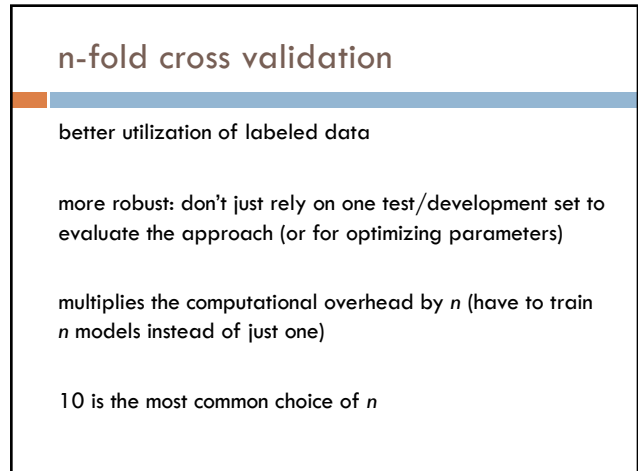 n-fold cross validation
better utilization of labeled data
more robust: don't just rely on one test/development set to
evaluate the approach (or for optimizing parameters)
multiplies the computational overhead by n (have to train
n models instead of just one)
10 is the most common choice of n